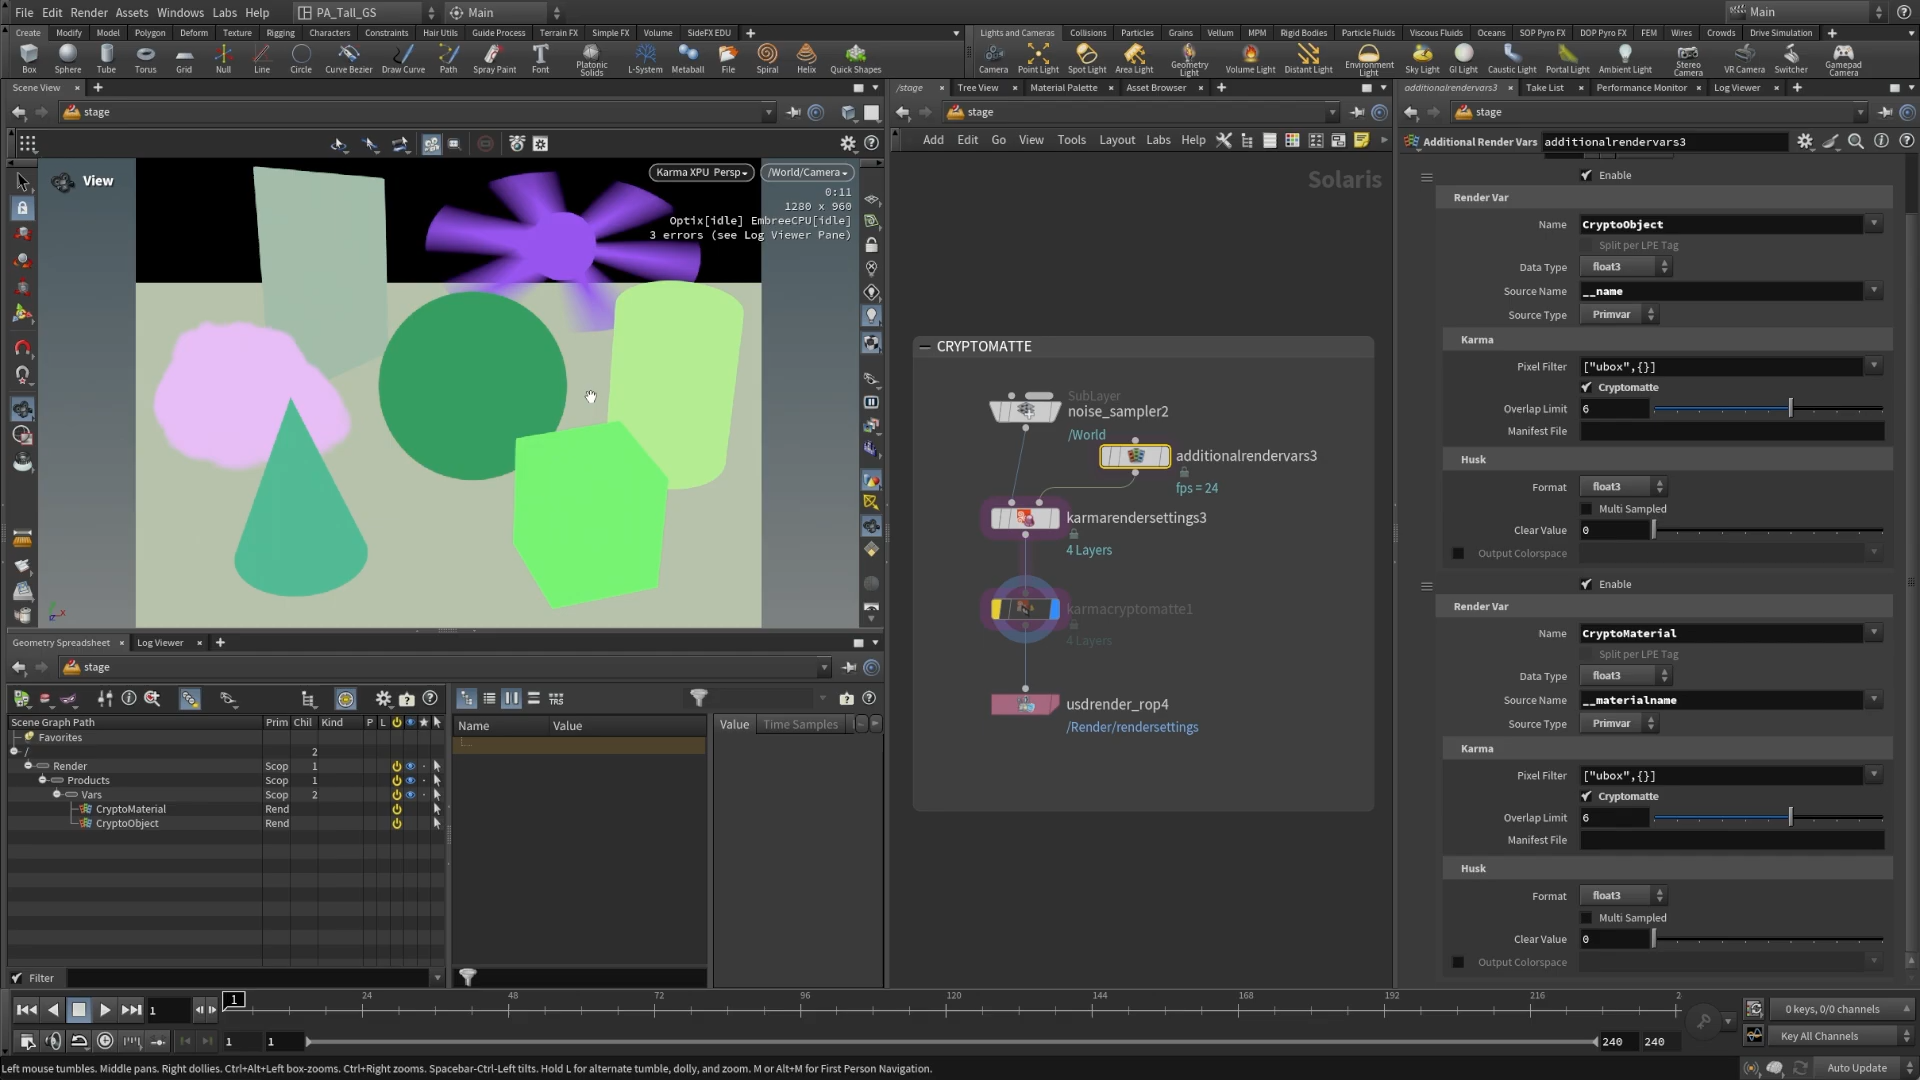 File Edit Render Assets Windows Labs Help PA_Tall_GS Main Main
Create Modify Model Polygon Deform Texture Rigging Characters Constraints Hair Utils Guide Process Terrain FX Simple FX Volume SideFX EDU
Lights and Cameras Collisions Particles Grains Vellum MPM Rigid Bodies Particle Fluids Viscous Fluids Oceans SOP Pyro FX DOP Pyro FX FEM Wires Crowds Drive Simulation
Box Sphere Tube Torus Grid Null Line Circle Curve Bezier Draw Curve Path Spray Paint Font Platonic Solids L-System Metaball File Spiral Helix Quick Shapes
Camera Point Light Spot Light Area Light Geometry Light Volume Light Distant Light Environment Light Sky Light GI Light Caustic Light Portal Light Ambient Light Stereo Camera VR Camera Switcher Gamepad Camera
Scene View
stage
View
Karma XPU Persp /World/Camera
0:11
1280 x 960
Optix[idle] EmbreeCPU[idle]
3 errors (see Log Viewer Pane)
/stage Tree View Material Palette Asset Browser
stage
Add Edit Go View Tools Layout Labs Help
Solaris
CRYPTOMATTE
SubLayer
noise_sampler2
/World
additionalrendervars3
fps = 24
karmarendersettings3
4 Layers
karmacryptomatte1
4 Layers
usdrender_rop4
/Render/rendersettings
additionalrendervars3 Take List Performance Monitor Log Viewer
stage
Additional Render Vars additionalrendervars3
Enable
Render Var
Name CryptoObject
Split per LPE Tag
Data Type float3
Source Name __name
Source Type Primvar
Karma
Pixel Filter ["ubox",{}]
Cryptomatte
Overlap Limit 6
Manifest File
Husk
Format float3
Multi Sampled
Clear Value 0
Output Colorspace
Enable
Render Var
Name CryptoMaterial
Split per LPE Tag
Data Type float3
Source Name __materialname
Source Type Primvar
Karma
Pixel Filter ["ubox",{}]
Cryptomatte
Overlap Limit 6
Manifest File
Husk
Format float3
Multi Sampled
Clear Value 0
Output Colorspace
Geometry Spreadsheet Log Viewer
stage
TRS
Scene Graph Path Prim Chil Kind P L
Favorites
/ 2
Render Scop 1
Products Scop 1
Vars Scop 2
CryptoMaterial Rend
CryptoObject Rend
Filter
Name Value
Value Time Samples
1 1 24 48 72 96 120 144 168 192 216 2
0 keys, 0/0 channels
1 1 240 240
Key All Channels
Left mouse tumbles. Middle pans. Right dollies. Ctrl+Alt+Left box-zooms. Ctrl+Right zooms. Spacebar-Ctrl-Left tilts. Hold L for alternate tumble, dolly, and zoom. M or Alt+M for First Person Navigation.
Auto Update